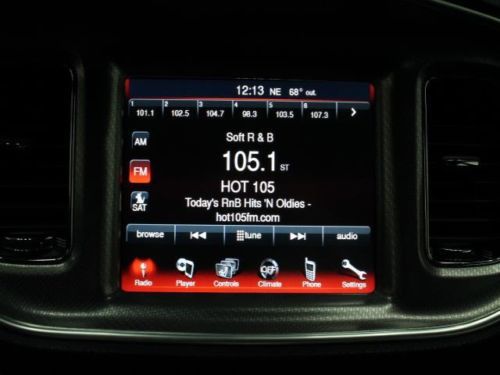 12:13 NE 68° out.
1 2 3 4 5 6
101.1 102.5 104.7 98.3 103.5 107.3
Soft R & B
AM
105.1 ST
FM
HOT 105
Today's RnB Hits 'N Oldies -
SAT
hot105fm.com
browse tune audio
Radio Player Controls Climate Phone Settings